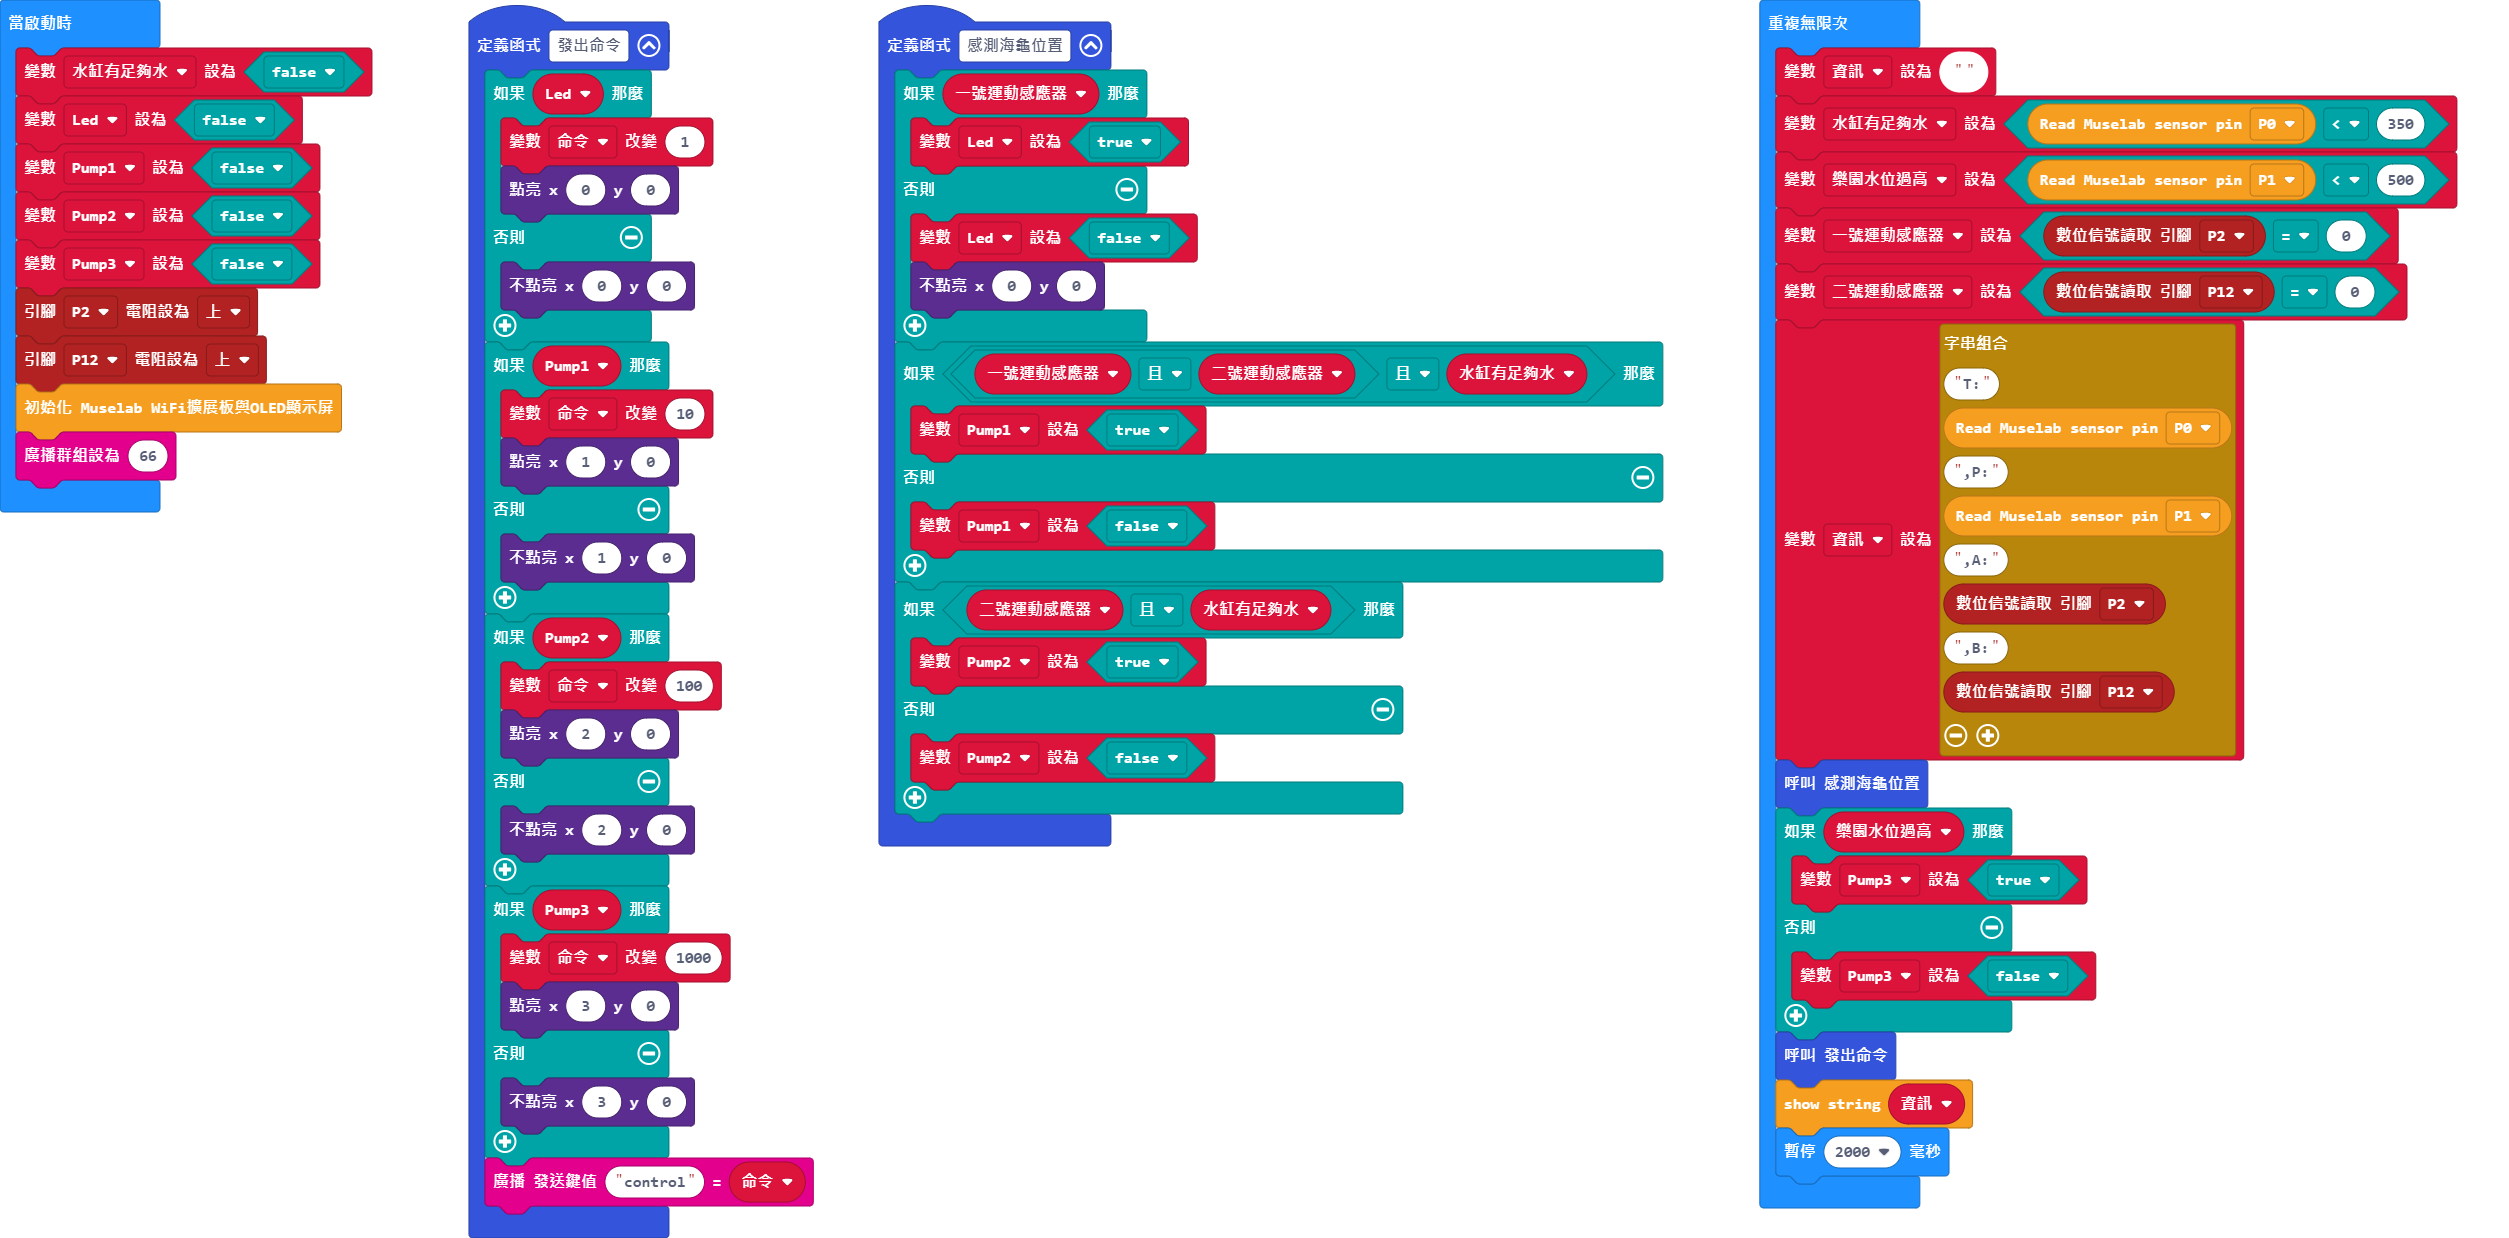 當啟動時
變數 水缸有足夠水 設為 false
變數 Led 設為 false
變數 Pump1 設為 false
變數 Pump2 設為 false
變數 Pump3 設為 false
引腳 P2 電阻設為 上
引腳 P12 電阻設為 上
初始化 Muselab WiFi擴展板與OLED顯示屏
廣播群組設為 66
定義函式 發出命令
如果 Led 那麼
變數 命令 改變 1
點亮 x 0 y 0
否則
不點亮 x 0 y 0
如果 Pump1 那麼
變數 命令 改變 10
點亮 x 1 y 0
否則
不點亮 x 1 y 0
如果 Pump2 那麼
變數 命令 改變 100
點亮 x 2 y 0
否則
不點亮 x 2 y 0
如果 Pump3 那麼
變數 命令 改變 1000
點亮 x 3 y 0
否則
不點亮 x 3 y 0
廣播 發送鍵值 "control" = 命令
定義函式 感測海龜位置
如果 一號運動感應器 那麼
變數 Led 設為 true
否則
變數 Led 設為 false
不點亮 x 0 y 0
如果 一號運動感應器 且 二號運動感應器 且 水缸有足夠水 那麼
變數 Pump1 設為 true
否則
變數 Pump1 設為 false
如果 二號運動感應器 且 水缸有足夠水 那麼
變數 Pump2 設為 true
否則
變數 Pump2 設為 false
重複無限次
變數 資訊 設為 " "
變數 水缸有足夠水 設為 Read Muselab sensor pin P0 < 350
變數 樂園水位過高 設為 Read Muselab sensor pin P1 < 500
變數 一號運動感應器 設為 數位信號讀取 引腳 P2 = 0
變數 二號運動感應器 設為 數位信號讀取 引腳 P12 = 0
變數 資訊 設為 字串組合
"T:"
Read Muselab sensor pin P0
",P:"
Read Muselab sensor pin P1
",A:"
數位信號讀取 引腳 P2
",B:"
數位信號讀取 引腳 P12
呼叫 感測海龜位置
如果 樂園水位過高 那麼
變數 Pump3 設為 true
否則
變數 Pump3 設為 false
呼叫 發出命令
show string 資訊
暫停 2000 毫秒